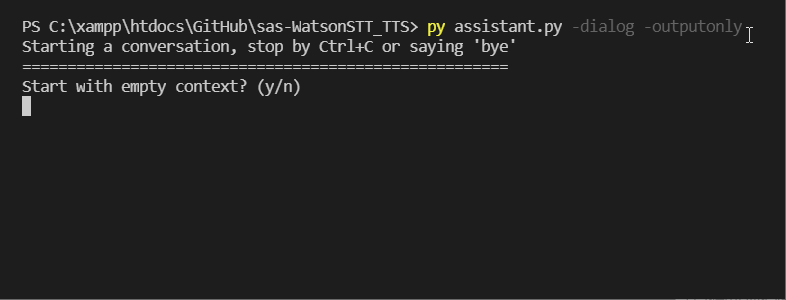 PS C:\xampp\htdocs\GitHub\sas-WatsonSTT_TTS> py assistant.py -dialog -outputonly
Starting a conversation, stop by Ctrl+C or saying 'bye'
======================================================
Start with empty context? (y/n)